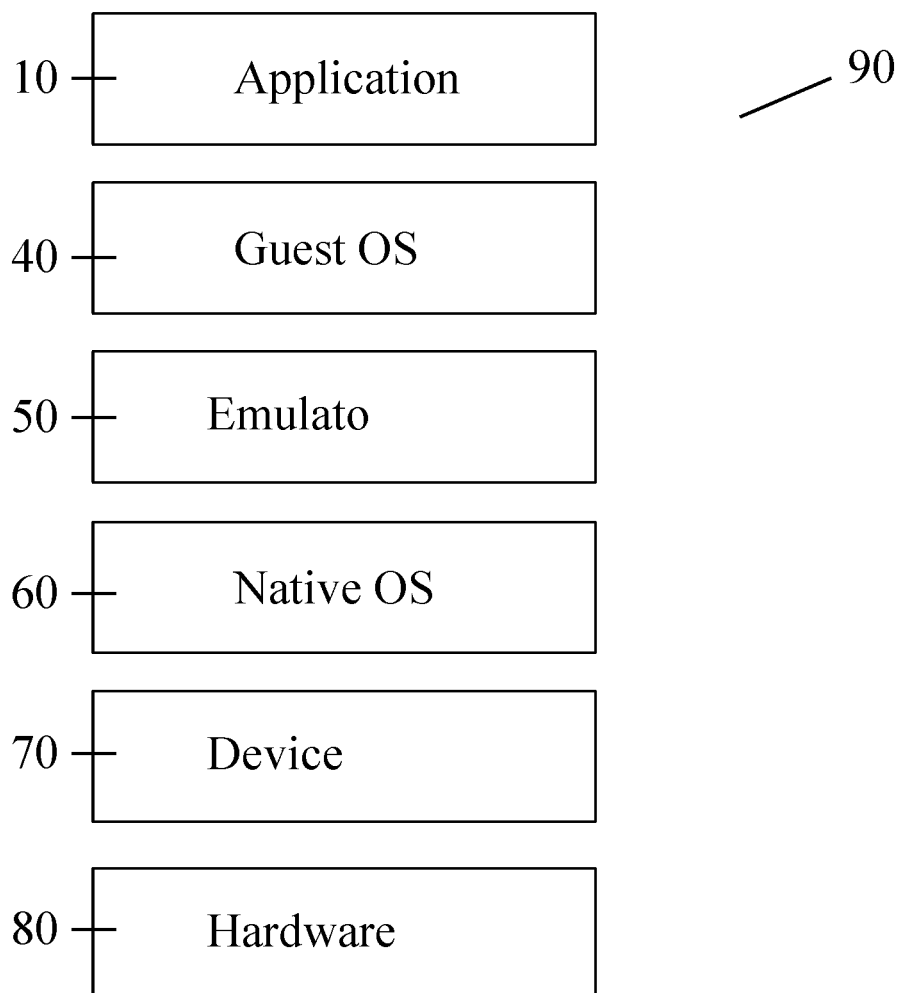 10 Application 90
40 Guest OS
50 Emulato
60 Native OS
70 Device
80 Hardware